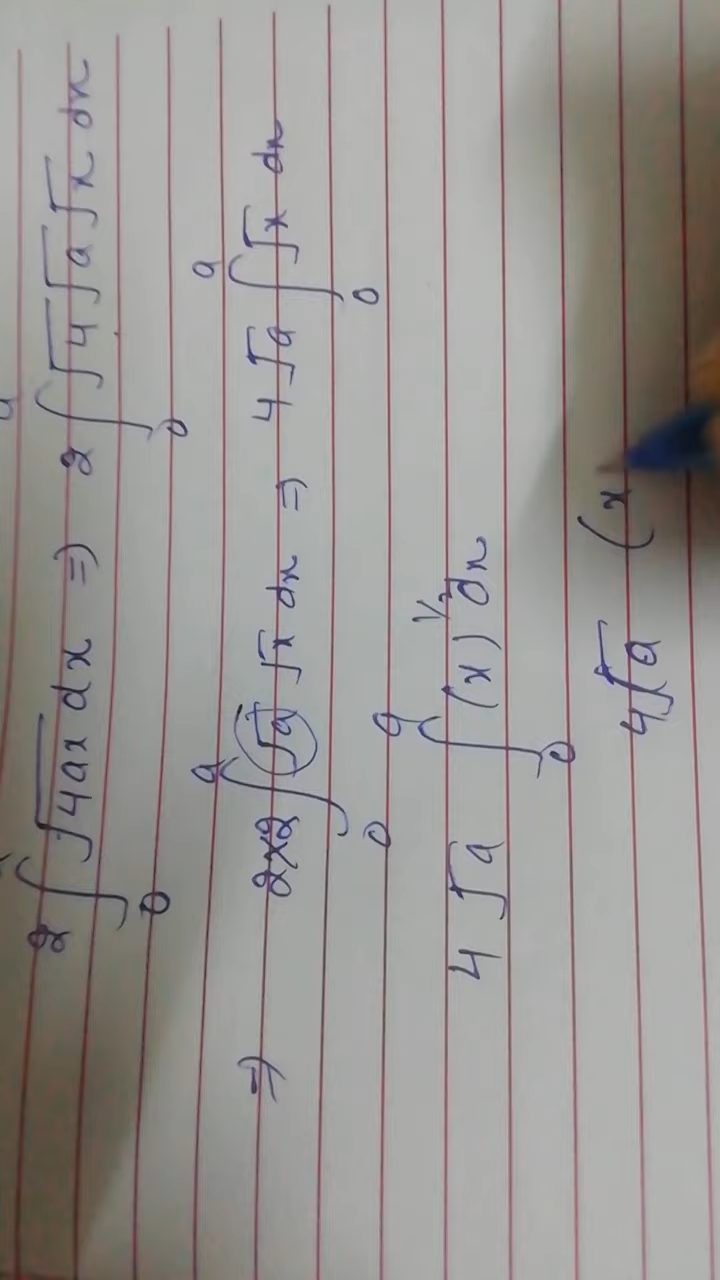 2 ∫₀ᵃ √4ax dx ⇒ 2 ∫₀ᵃ √4 √a √x dx
⇒ 2×2 ∫₀ᵃ √a √x dx ⇒ 4 √a ∫₀ᵃ √x dx
4 √a ∫₀ᵃ (x)^1/2 dx
4√a (x